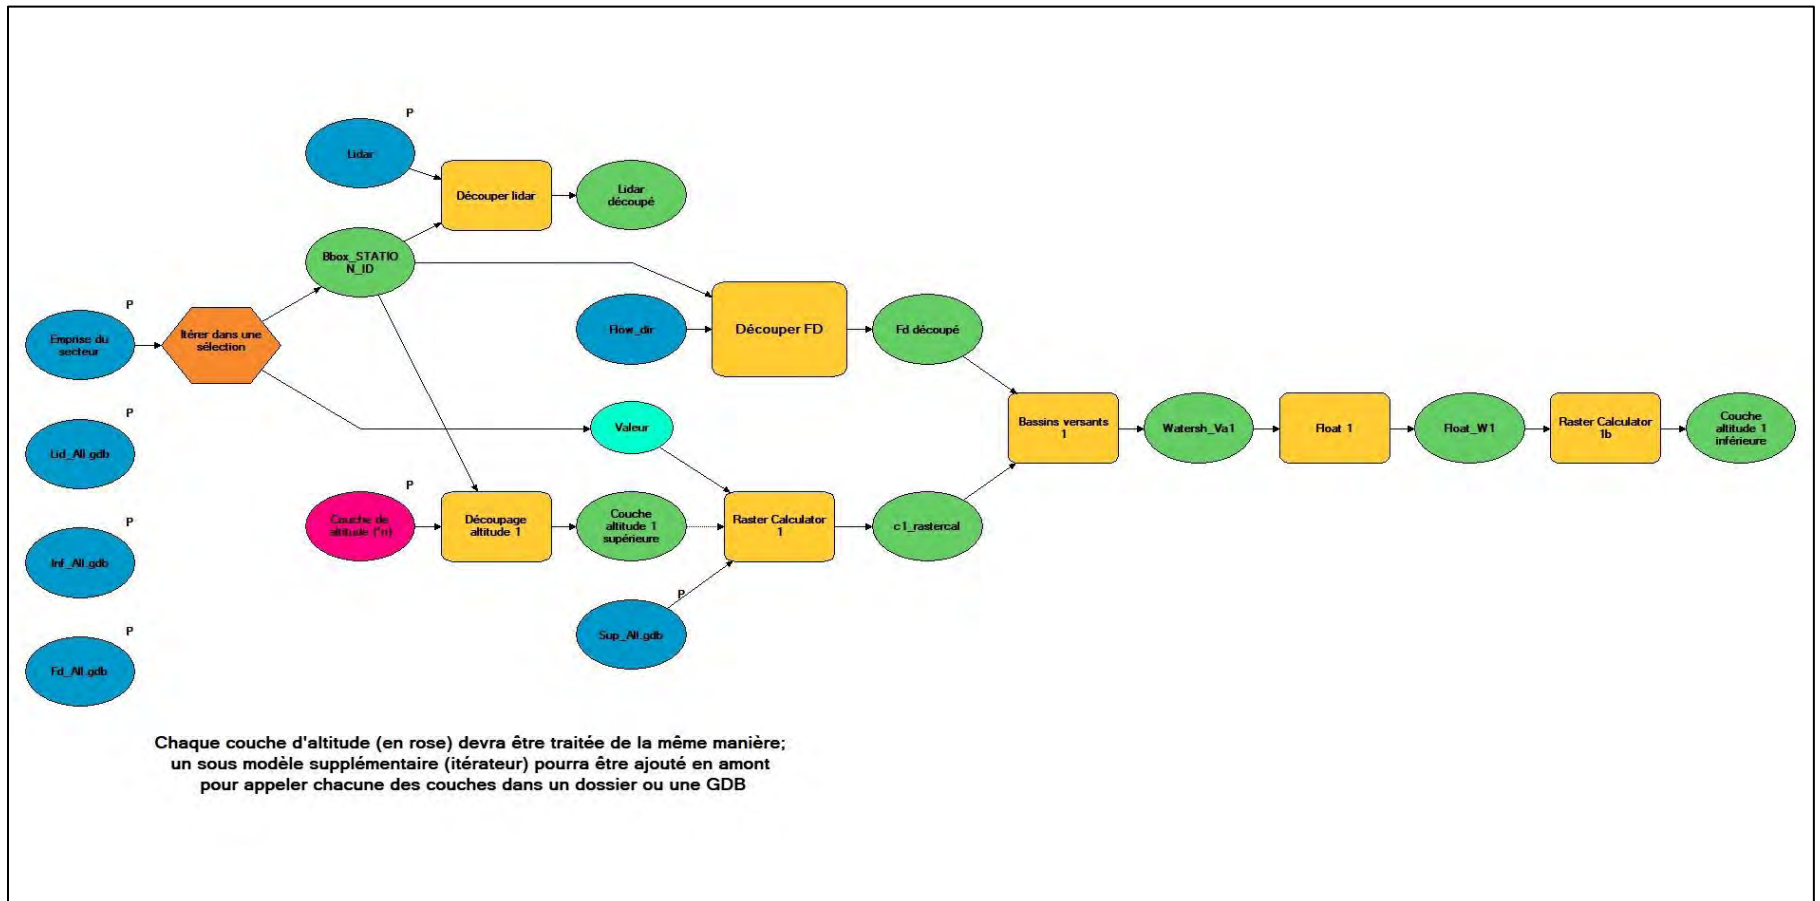 P
Lidar
Découper lidar
Lidar
découpé
Bbox_STATIO
N_ID
P
Emprise du
secteur
Itérer dans une
sélection
Flow_dir
Découper FD
Fd découpé
P
Lid_All.gdb
Valeur
Bassins versants
1
Watersh_Va1
Float 1
Float_W1
Raster Calculator
1b
Couche
altitude 1
inférieure
P
Couche de
altitude (*n)
Découpage
altitude 1
Couche
altitude 1
supérieure
Raster Calculator
1
c1_rastercal
P
Inf_All.gdb
P
Sup_All.gdb
P
Fd_All.gdb
Chaque couche d'altitude (en rose) devra être traitée de la même manière;
un sous modèle supplémentaire (itérateur) pourra être ajouté en amont
pour appeler chacune des couches dans un dossier ou une GDB